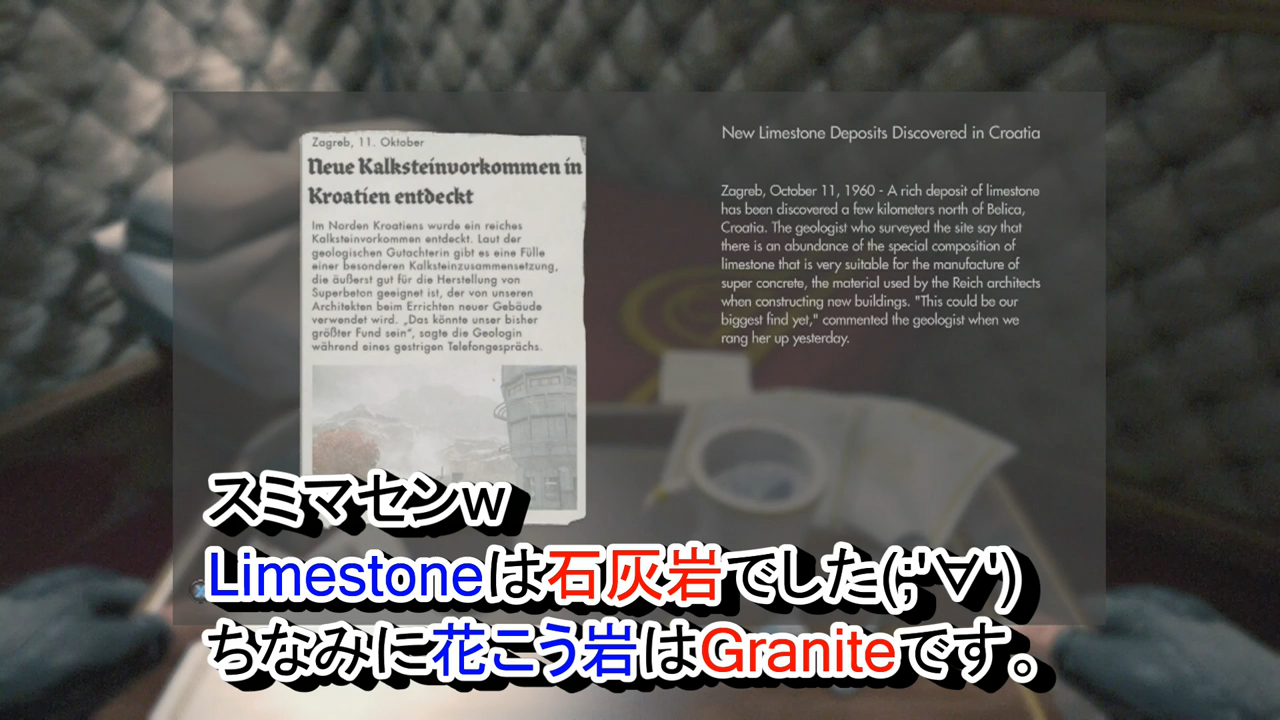 Zagreb, 11. Oktober
Neue Kalksteinvorkommen in
Kroatien entdeckt
Im Norden Kroatiens wurde ein reiches
Kalksteinvorkommen entdeckt. Laut der
geologischen Gutachterin gibt es eine Fülle
einer besonderen Kalksteinzusammensetzung,
die äußerst gut für die Herstellung von
Superbeton geeignet ist, der von unseren
Architekten beim Errichten neuer Gebäude
verwendet wird. „Das könnte unser bisher
größter Fund sein“, sagte die Geologin
während eines gestrigen Telefongesprächs.
New Limestone Deposits Discovered in Croatia
Zagreb, October 11, 1960 - A rich deposit of limestone
has been discovered a few kilometers north of Belica,
Croatia. The geologist who surveyed the site say that
there is an abundance of the special composition of
limestone that is very suitable for the manufacture of
super concrete, the material used by the Reich architects
when constructing new buildings. "This could be our
biggest find yet," commented the geologist when we
rang her up yesterday.
スミマセンw
Limestoneは石灰岩でした(;'∀')
ちなみに花こう岩はGraniteです。